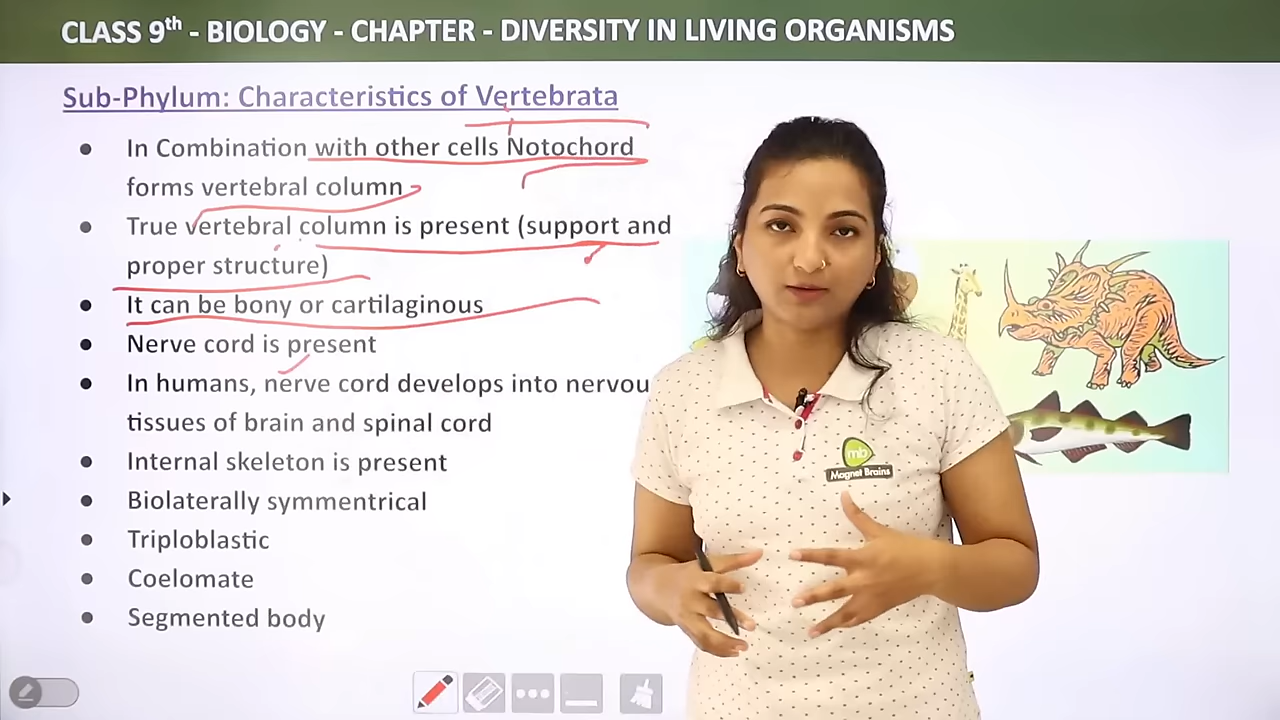 CLASS 9th - BIOLOGY - CHAPTER - DIVERSITY IN LIVING ORGANISMS
Sub-Phylum: Characteristics of Vertebrata
• In Combination with other cells Notochord
forms vertebral column
• True vertebral column is present (support and
proper structure)
• It can be bony or cartilaginous
• Nerve cord is present
• In humans, nerve cord develops into nervou
tissues of brain and spinal cord
• Internal skeleton is present
• Biolaterally symmentrical
• Triploblastic
• Coelomate
• Segmented body
mb
Magnet Brains